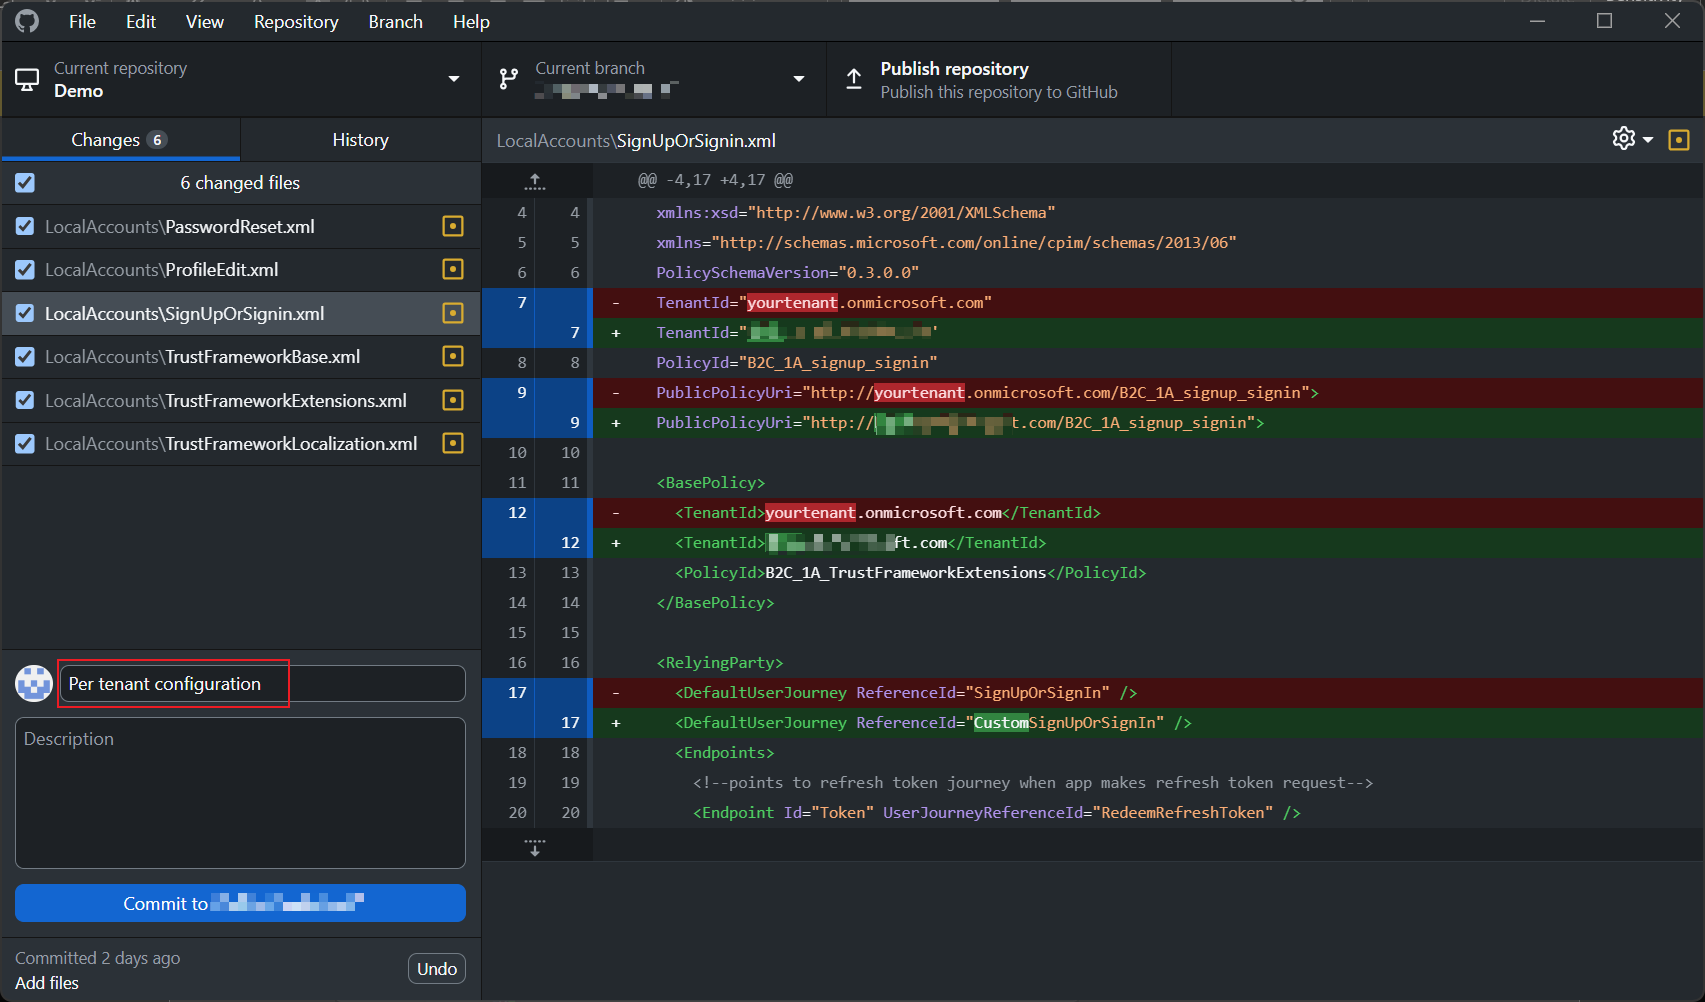 File Edit View Repository Branch Help
Current repository
Demo
Current branch
Publish repository
Publish this repository to GitHub
Changes 6
History
LocalAccounts\SignUpOrSignin.xml
6 changed files
LocalAccounts\PasswordReset.xml
LocalAccounts\ProfileEdit.xml
LocalAccounts\SignUpOrSignin.xml
LocalAccounts\TrustFrameworkBase.xml
LocalAccounts\TrustFrameworkExtensions.xml
LocalAccounts\TrustFrameworkLocalization.xml
Per tenant configuration
Description
Commit to
Committed 2 days ago
Add files
Undo
@@ -4,17 +4,17 @@
4 4 xmlns:xsd="http://www.w3.org/2001/XMLSchema"
5 5 xmlns="http://schemas.microsoft.com/online/cpim/schemas/2013/06"
6 6 PolicySchemaVersion="0.3.0.0"
7 - TenantId="yourtenant.onmicrosoft.com"
7 + TenantId="
8 8 PolicyId="B2C_1A_signup_signin"
9 - PublicPolicyUri="http://yourtenant.onmicrosoft.com/B2C_1A_signup_signin">
9 + PublicPolicyUri="http:// t.com/B2C_1A_signup_signin">
10 10
11 11 <BasePolicy>
12 - <TenantId>yourtenant.onmicrosoft.com</TenantId>
12 + <TenantId> ft.com</TenantId>
13 13 <PolicyId>B2C_1A_TrustFrameworkExtensions</PolicyId>
14 14 </BasePolicy>
15 15
16 16 <RelyingParty>
17 - <DefaultUserJourney ReferenceId="SignUpOrSignIn" />
17 + <DefaultUserJourney ReferenceId="CustomSignUpOrSignIn" />
18 18 <Endpoints>
19 19 <!--points to refresh token journey when app makes refresh token request-->
20 20 <Endpoint Id="Token" UserJourneyReferenceId="RedeemRefreshToken" />